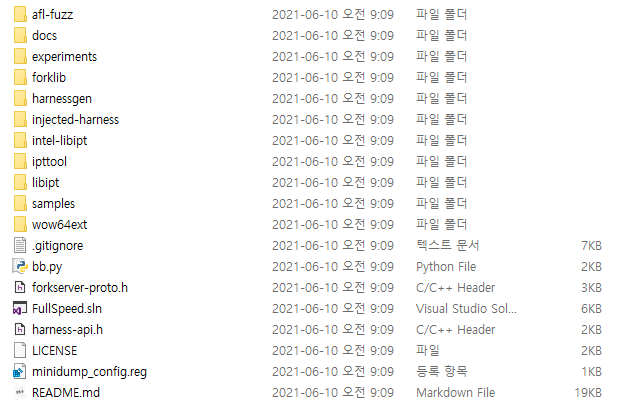 afl-fuzz 2021-06-10 오전 9:09 파일 폴더
docs 2021-06-10 오전 9:09 파일 폴더
experiments 2021-06-10 오전 9:09 파일 폴더
forklib 2021-06-10 오전 9:09 파일 폴더
harnessgen 2021-06-10 오전 9:09 파일 폴더
injected-harness 2021-06-10 오전 9:09 파일 폴더
intel-libipt 2021-06-10 오전 9:09 파일 폴더
ipttool 2021-06-10 오전 9:09 파일 폴더
libipt 2021-06-10 오전 9:09 파일 폴더
samples 2021-06-10 오전 9:09 파일 폴더
wow64ext 2021-06-10 오전 9:09 파일 폴더
.gitignore 2021-06-10 오전 9:09 텍스트 문서 7KB
bb.py 2021-06-10 오전 9:09 Python File 2KB
forkserver-proto.h 2021-06-10 오전 9:09 C/C++ Header 3KB
FullSpeed.sln 2021-06-10 오전 9:09 Visual Studio Sol... 6KB
harness-api.h 2021-06-10 오전 9:09 C/C++ Header 2KB
LICENSE 2021-06-10 오전 9:09 파일 2KB
minidump_config.reg 2021-06-10 오전 9:09 등록 항목 1KB
README.md 2021-06-10 오전 9:09 Markdown File 19KB